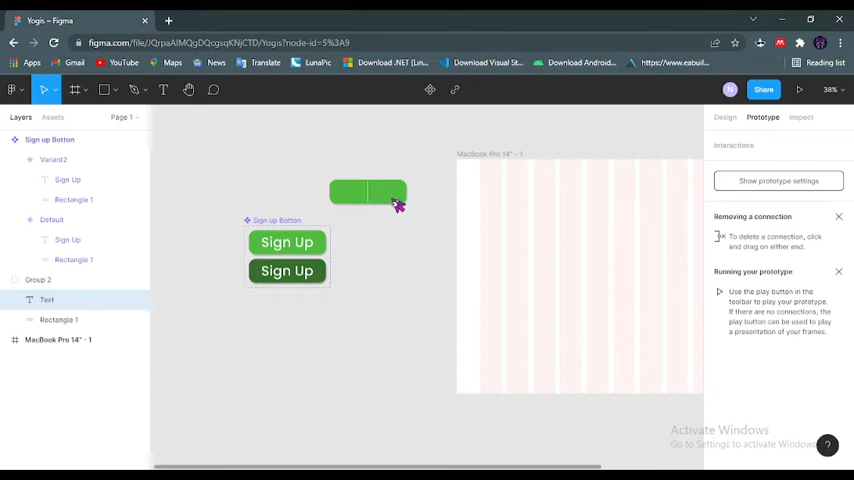 Yogis – Figma
figma.com/file/JQrpaAlMQgDQcgsqKNjCTD/Yogis?node-id=5%3A9
Apps
Gmail
YouTube
Maps
News
Translate
LunaPic
Download .NET (Lin...
Download Visual St...
Download Android...
https://www.eabuil...
Reading list
N
Share
38%
Layers
Assets
Page 1
Design
Prototype
Inspect
Sign up Botton
Variant2
Sign Up
Rectangle 1
Default
Sign Up
Rectangle 1
Group 2
Text
Rectangle 1
MacBook Pro 14" - 1
Sign up Botton
Sign Up
Sign Up
MacBook Pro 14" - 1
Interactions
Show prototype settings
Removing a connection
To delete a connection, click
and drag on either end.
Running your prototype
Use the play button in the
toolbar to play your prototype.
If there are no connections, the
play button can be used to play
a presentation of your frames.
Activate Windows
Go to Settings to activate Windows.
?